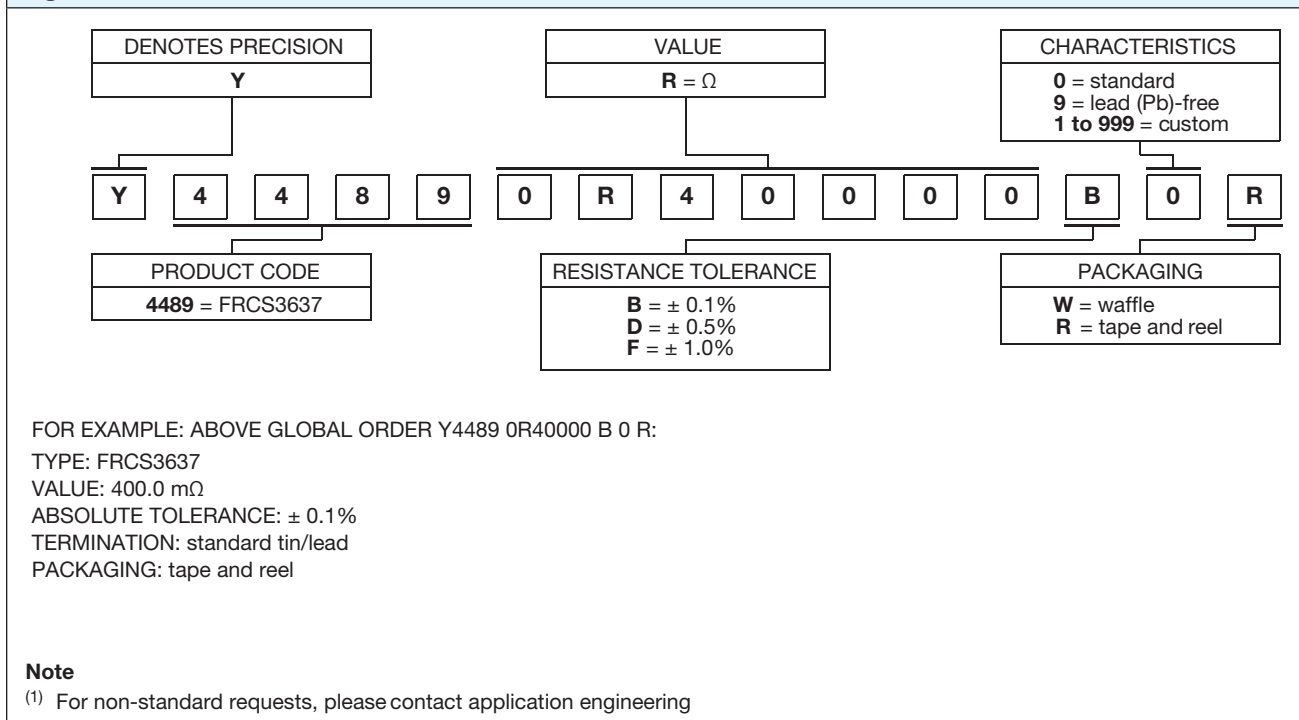 DENOTES PRECISION
Y
VALUE
R = Ω
CHARACTERISTICS
0 = standard
9 = lead (Pb)-free
1 to 999 = custom
Y 4 4 8 9 0 R 4 0 0 0 0 B 0 R
PRODUCT CODE
4489 = FRCS3637
RESISTANCE TOLERANCE
B = ± 0.1%
D = ± 0.5%
F = ± 1.0%
PACKAGING
W = waffle
R = tape and reel
FOR EXAMPLE: ABOVE GLOBAL ORDER Y4489 0R40000 B 0 R:
TYPE: FRCS3637
VALUE: 400.0 mΩ
ABSOLUTE TOLERANCE: ± 0.1%
TERMINATION: standard tin/lead
PACKAGING: tape and reel
Note
(1) For non-standard requests, please contact application engineering